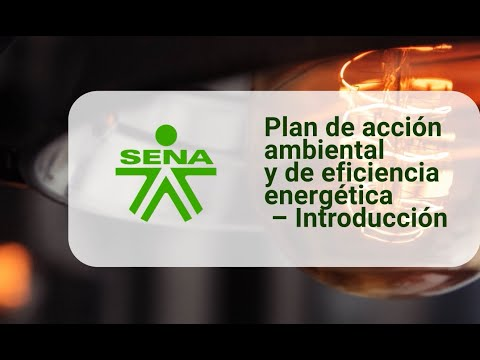 SENA
Plan de acción
ambiental
y de eficiencia
energética
– Introducción